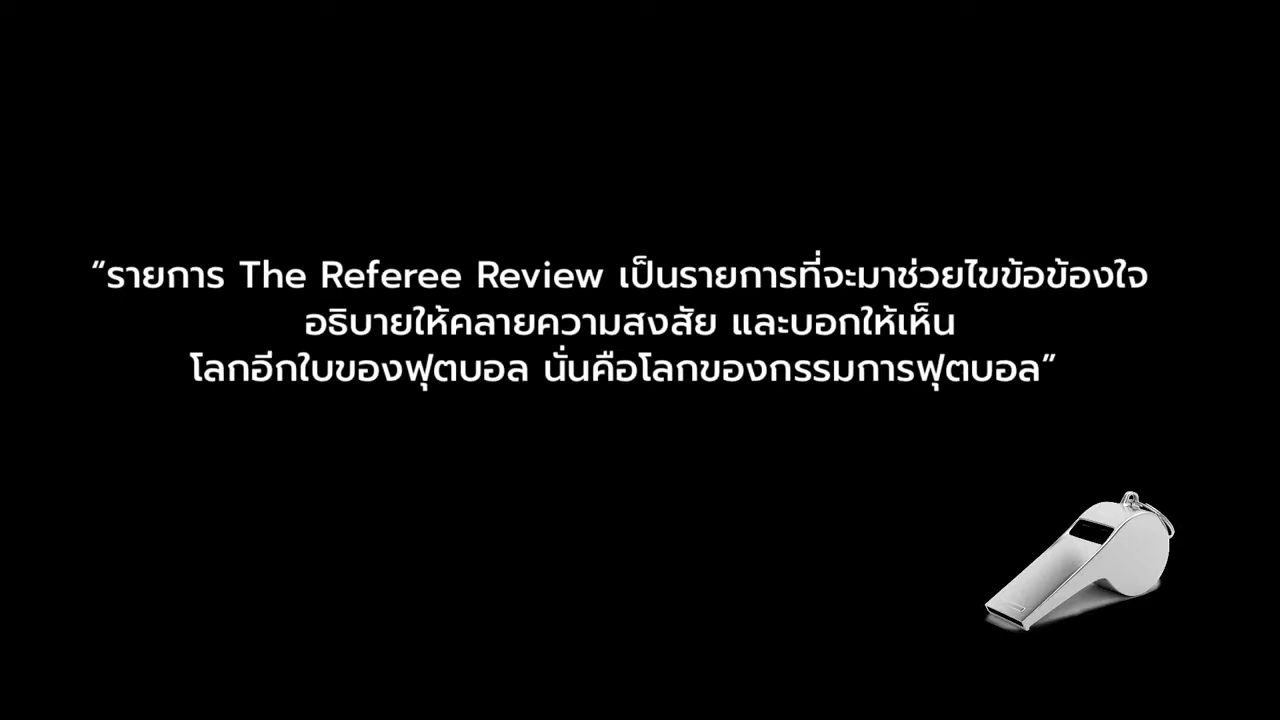 “รายการ The Referee Review เป็นรายการที่จะมาช่วยไขข้อข้องใจ
อธิบายให้คลายความสงสัย และบอกให้เห็น
โลกอีกใบของฟุตบอล นั่นคือโลกของกรรมการฟุตบอล”